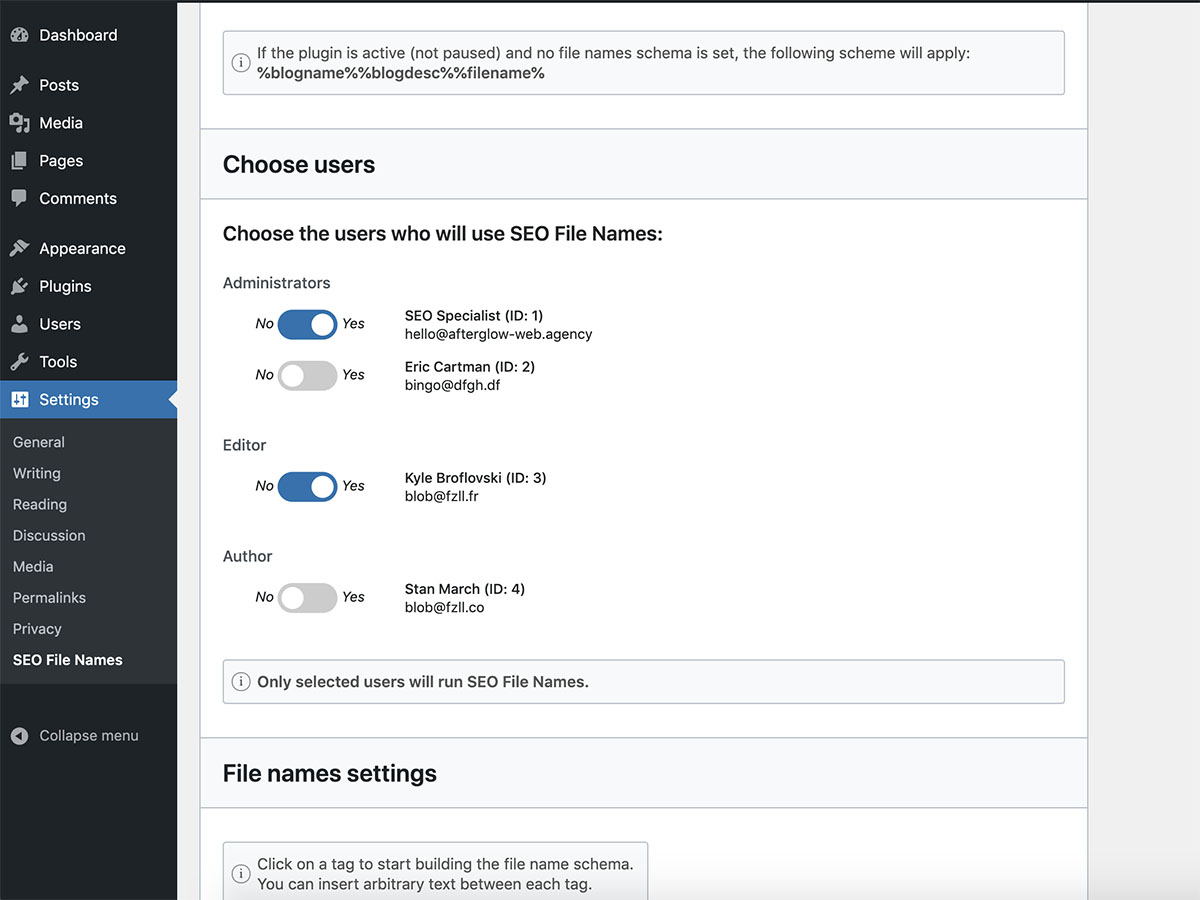 Dashboard
Posts
Media
Pages
Comments
Appearance
Plugins
Users
Tools
Settings
General
Writing
Reading
Discussion
Media
Permalinks
Privacy
SEO File Names
Collapse menu
If the plugin is active (not paused) and no file names schema is set, the following scheme will apply:
%blogname%%blogdesc%%filename%
Choose users
Choose the users who will use SEO File Names:
Administrators
No Yes
SEO Specialist (ID: 1)
hello@afterglow-web.agency
No Yes
Eric Cartman (ID: 2)
bingo@dfgh.df
Editor
No Yes
Kyle Broflovski (ID: 3)
blob@fzll.fr
Author
No Yes
Stan March (ID: 4)
blob@fzll.co
Only selected users will run SEO File Names.
File names settings
Click on a tag to start building the file name schema.
You can insert arbitrary text between each tag.